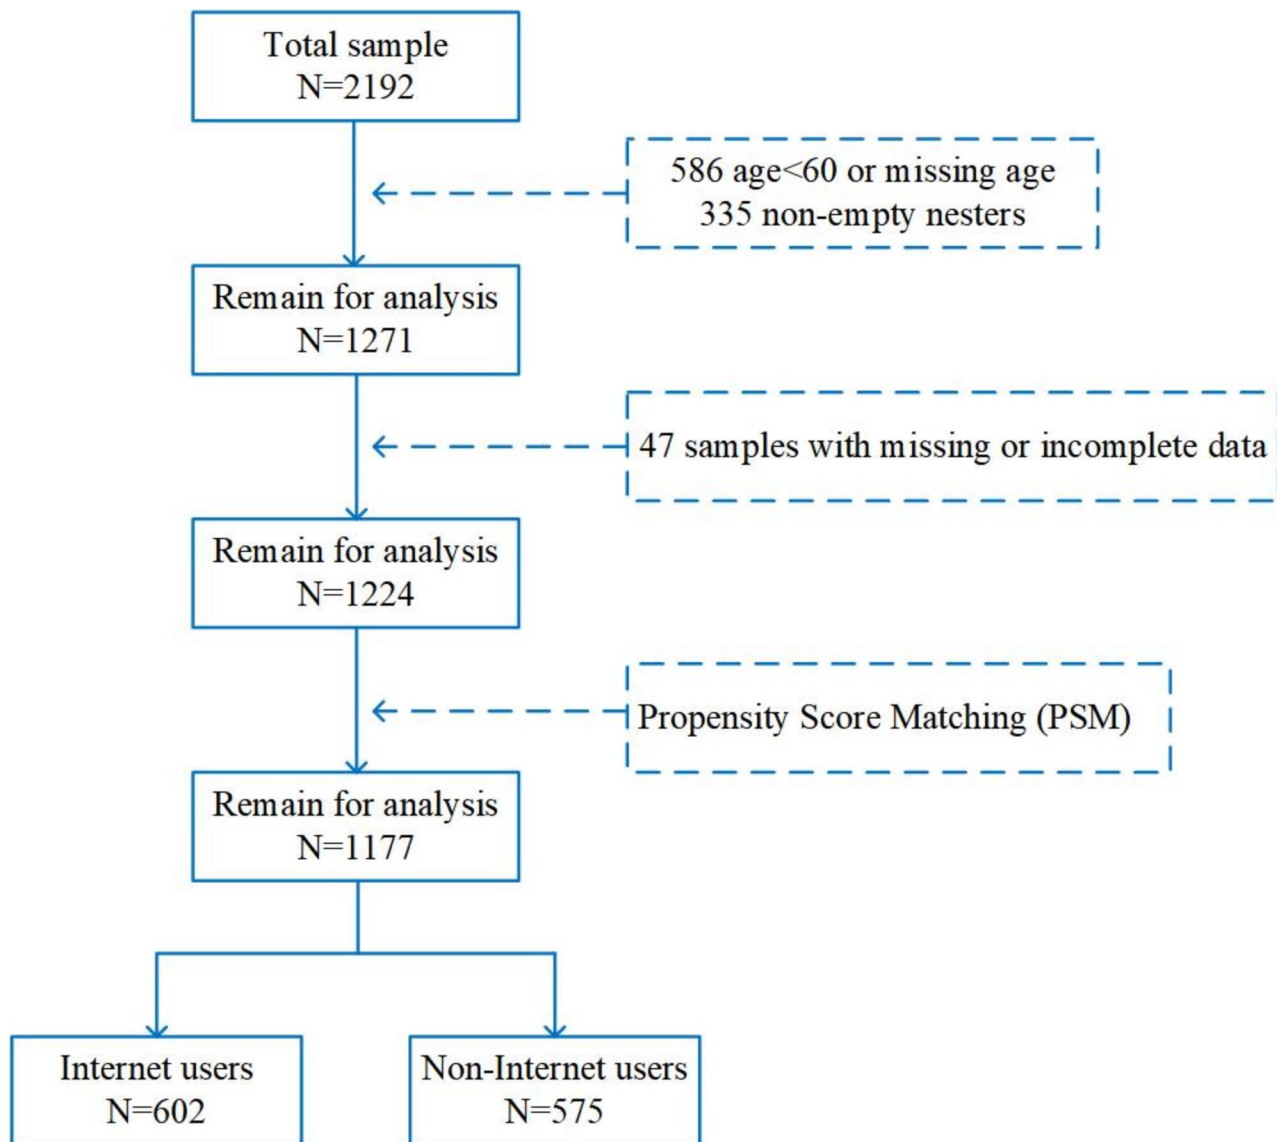 Total sample
N=2192
586 age<60 or missing age
335 non-empty nesters
Remain for analysis
N=1271
47 samples with missing or incomplete data
Remain for analysis
N=1224
Propensity Score Matching (PSM)
Remain for analysis
N=1177
Internet users
N=602
Non-Internet users
N=575